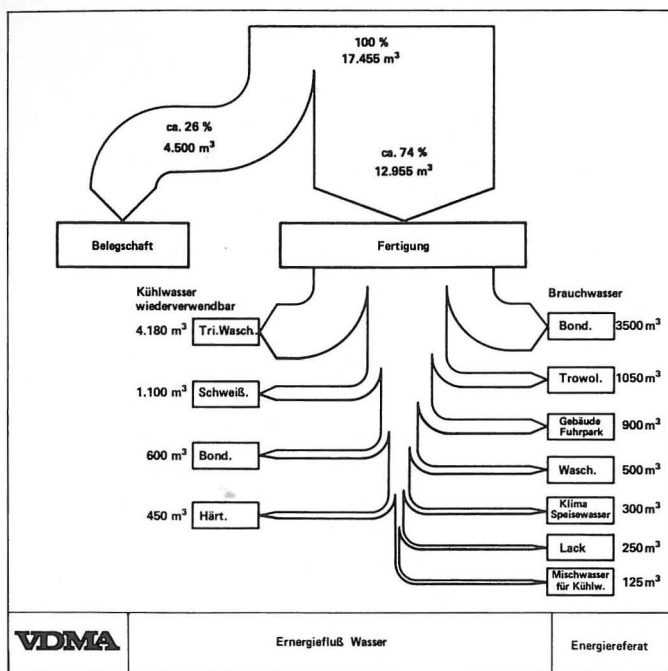 100 %
17.455 m³
ca. 26 %
4.500 m³
ca. 74 %
12.955 m³
Belegschaft
Fertigung
Kühlwasser
wiederverwendbar
4.180 m³ Tri.Wasch.
1.100 m³ Schweiß.
600 m³ Bond.
450 m³ Härt.
Brauchwasser
Bond. 3500 m³
Trowol. 1050 m³
Gebäude
Fuhrpark 900 m³
Wasch. 500 m³
Klima
Speisewasser 300 m³
Lack 250 m³
Mischwasser
für Kühlw. 125 m³
VDMA
Ernergiefluß Wasser
Energiereferat